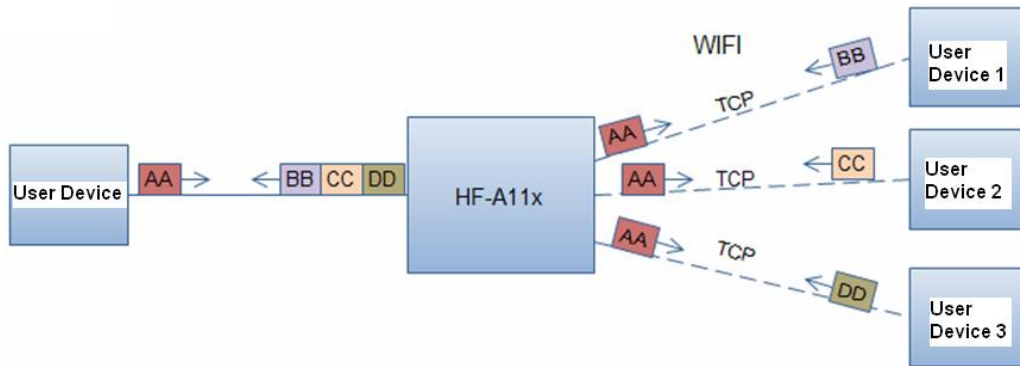 WIFI
User
Device 1
BB
TCP
AA
User Device
AA
BB CC DD
HF-A11x
AA
TCP
CC
User
Device 2
AA
TCP
DD
User
Device 3